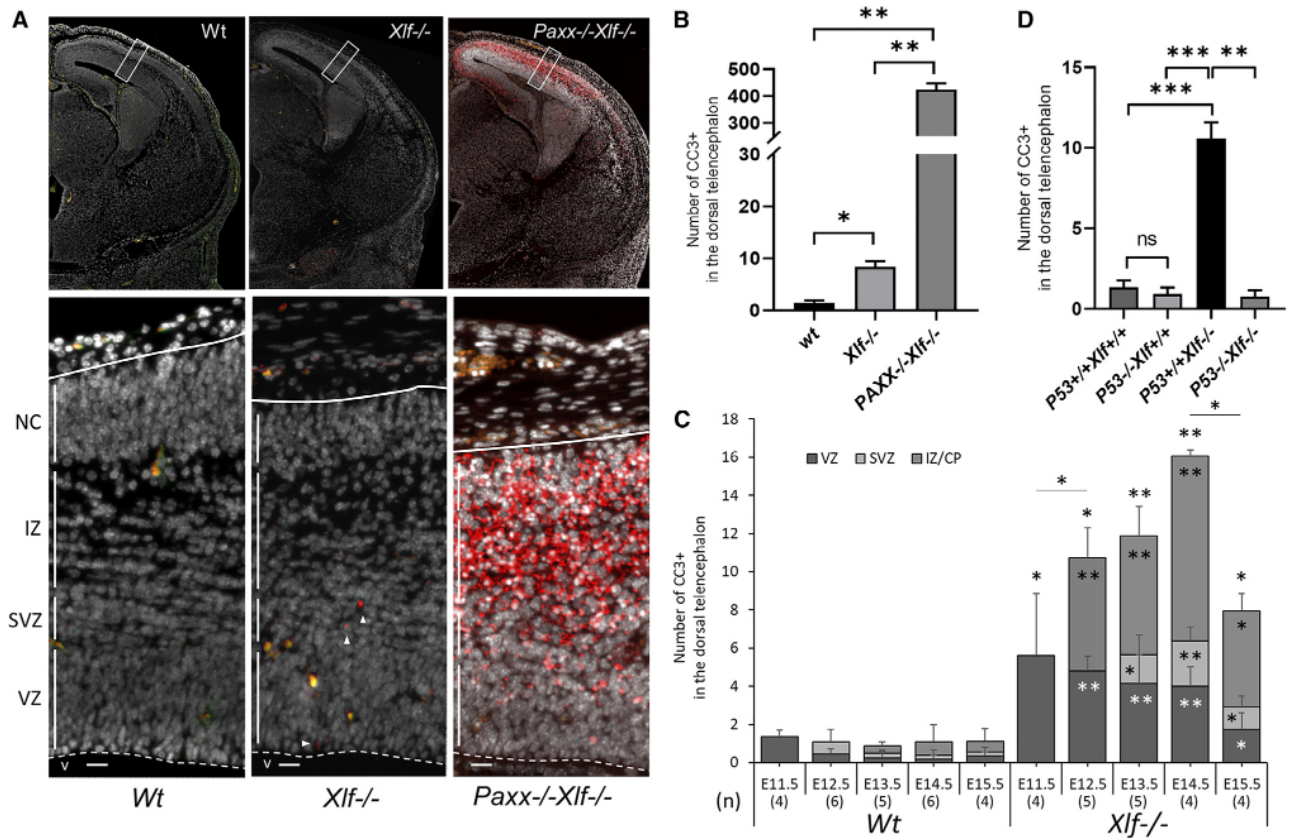 A
Wt
Xlf-/-
Paxx-/-Xlf-/-
NC
IZ
SVZ
VZ
v
v
Wt
Xlf-/-
Paxx-/-Xlf-/-
B
Number of CC3+
in the dorsal telencephalon
500
400
300
30
20
10
0
**
**
*
wt
Xlf-/-
PAXX-/-Xlf-/-
D
Number of CC3+
in the dorsal telencephalon
15
10
5
0
*** **
***
ns
P53+/+Xlf+/+
P53-/-Xlf+/+
P53+/+Xlf-/-
P53-/-Xlf-/-
C
Number of CC3+
in the dorsal telencephalon
18
16
14
12
10
8
6
4
2
0
VZ SVZ IZ/CP
*
*
*
*
**
**
**
**
*
**
**
**
**
**
*
*
*
*
*
E11.5 E12.5 E13.5 E14.5 E15.5 E11.5 E12.5 E13.5 E14.5 E15.5
(n) (4) (6) (5) (6) (4) (4) (5) (5) (4) (4)
Wt Xlf-/-